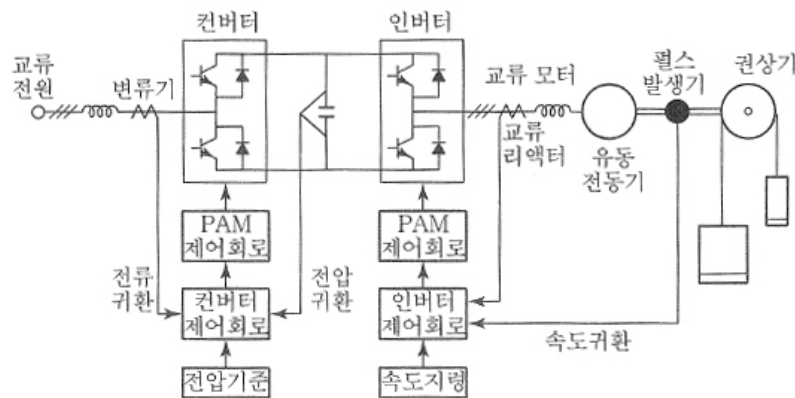 컨버터
인버터
교류
전원
변류기
교류 모터
펄스
발생기
권상기
교류
리액터
유동
전동기
PAM
제어회로
PAM
제어회로
전류
귀환
전압
귀환
컨버터
제어회로
인버터
제어회로
속도귀환
전압기준
속도지령